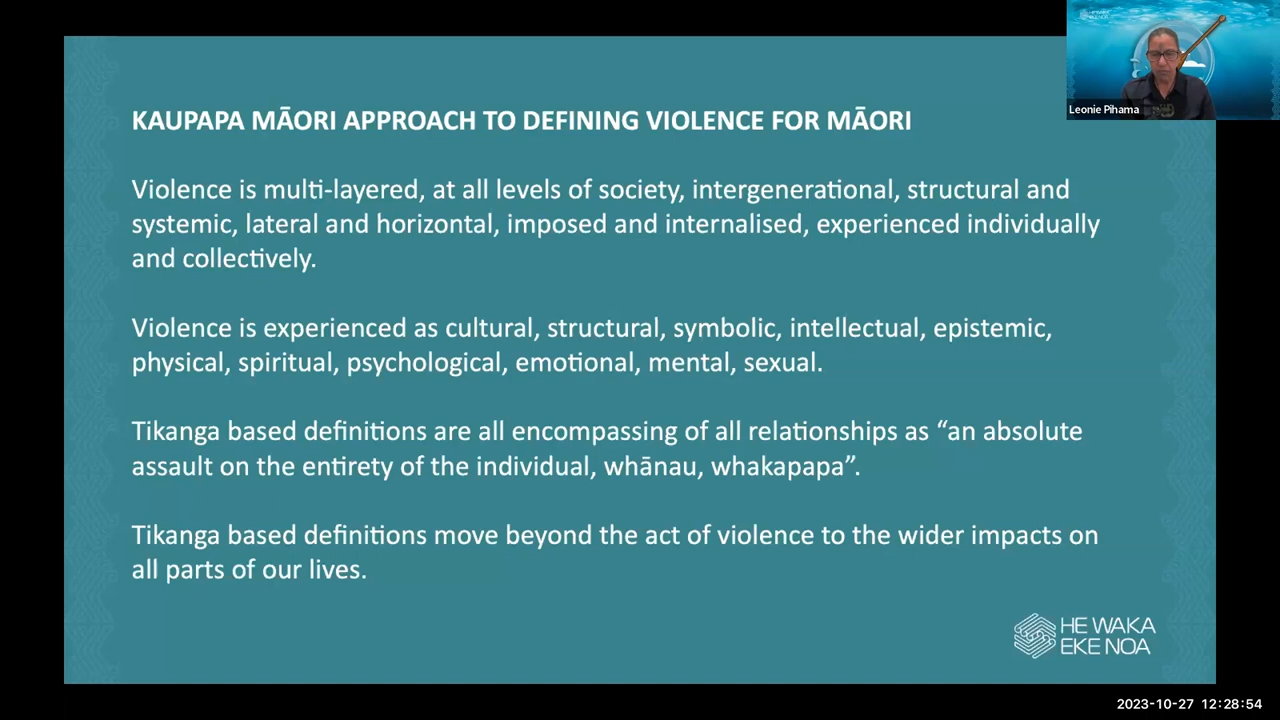 KAUPAPA MĀORI APPROACH TO DEFINING VIOLENCE FOR MĀORI
Violence is multi-layered, at all levels of society, intergenerational, structural and
systemic, lateral and horizontal, imposed and internalised, experienced individually
and collectively.
Violence is experienced as cultural, structural, symbolic, intellectual, epistemic,
physical, spiritual, psychological, emotional, mental, sexual.
Tikanga based definitions are all encompassing of all relationships as “an absolute
assault on the entirety of the individual, whānau, whakapapa”.
Tikanga based definitions move beyond the act of violence to the wider impacts on
all parts of our lives.
HE WAKA
EKE NOA
HE WAKA
EKE NOA
Leonie Pihama
2023-10-27 12:28:54